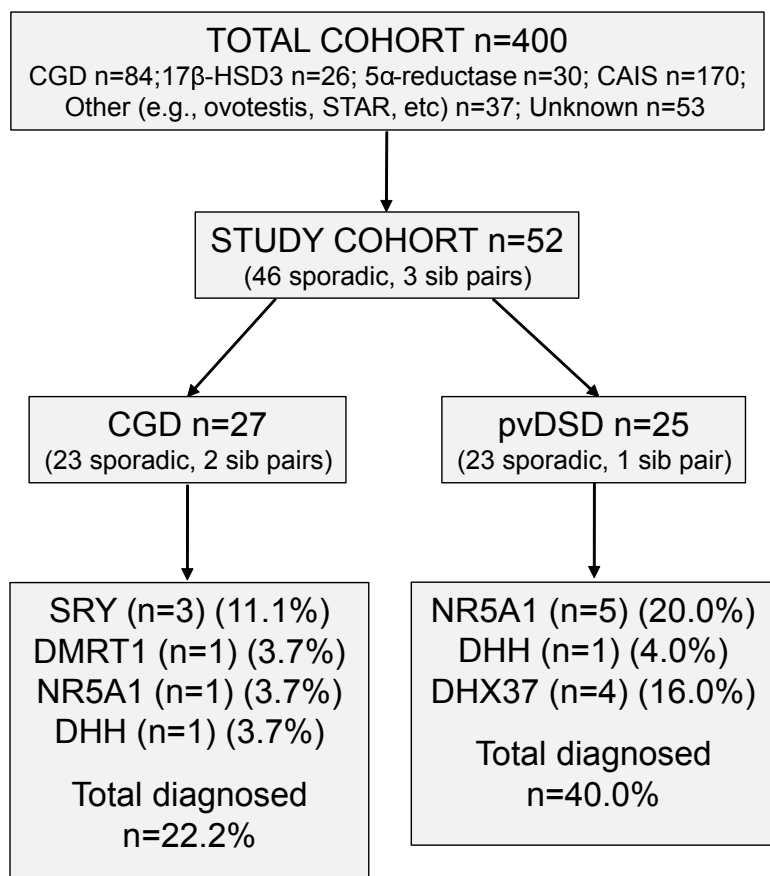 TOTAL COHORT n=400
CGD n=84;17β-HSD3 n=26; 5α-reductase n=30; CAIS n=170;
Other (e.g., ovotestis, STAR, etc) n=37; Unknown n=53
STUDY COHORT n=52
(46 sporadic, 3 sib pairs)
CGD n=27
(23 sporadic, 2 sib pairs)
pvDSD n=25
(23 sporadic, 1 sib pair)
SRY (n=3) (11.1%)
DMRT1 (n=1) (3.7%)
NR5A1 (n=1) (3.7%)
DHH (n=1) (3.7%)
Total diagnosed
n=22.2%
NR5A1 (n=5) (20.0%)
DHH (n=1) (4.0%)
DHX37 (n=4) (16.0%)
Total diagnosed
n=40.0%